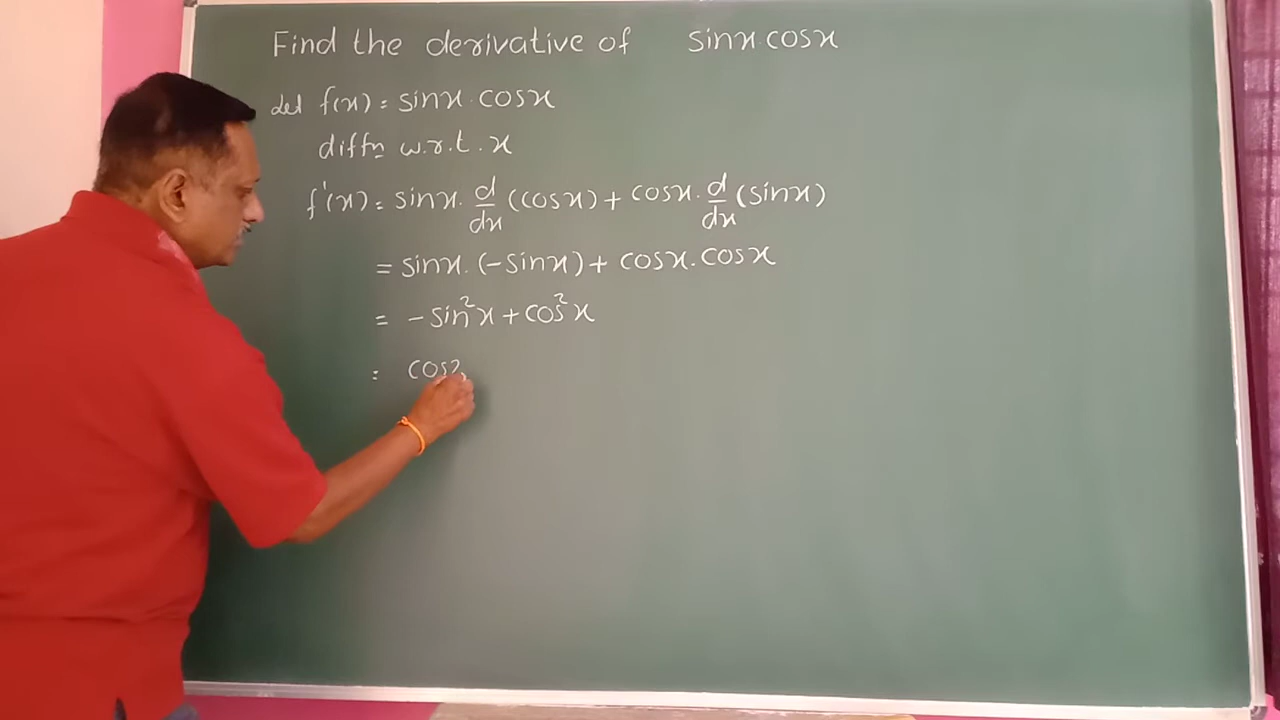 Find the derivative of sinx.cosx
Let f(x) = sinx.cosx
diffn w.r.t. x
f'(x) = sinx. d/dx (cosx) + cosx. d/dx (sinx)
= sinx.(-sinx) + cosx.cosx
= -sin²x + cos²x
= cos2